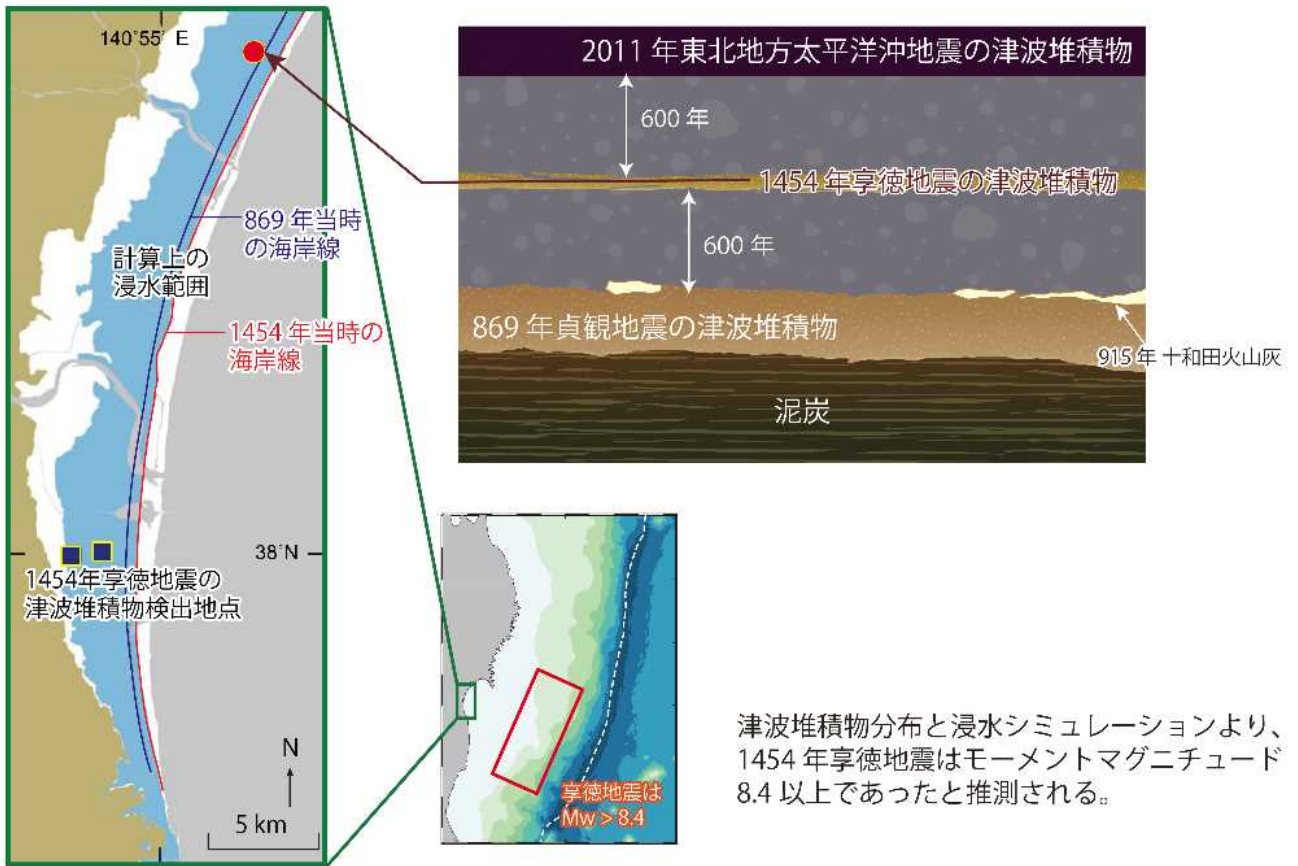 140˚55′ E
869 年当時
の海岸線
計算上の
浸水範囲
1454 年当時の
海岸線
38˚N
1454年享徳地震の
津波堆積物検出地点
N
5 km
2011 年東北地方太平洋沖地震の津波堆積物
600 年
1454 年享徳地震の津波堆積物
600 年
869 年貞観地震の津波堆積物
915 年 十和田火山灰
泥炭
享徳地震は
Mw > 8.4
津波堆積物分布と浸水シミュレーションより、
1454 年享徳地震はモーメントマグニチュード
8.4 以上であったと推測される。